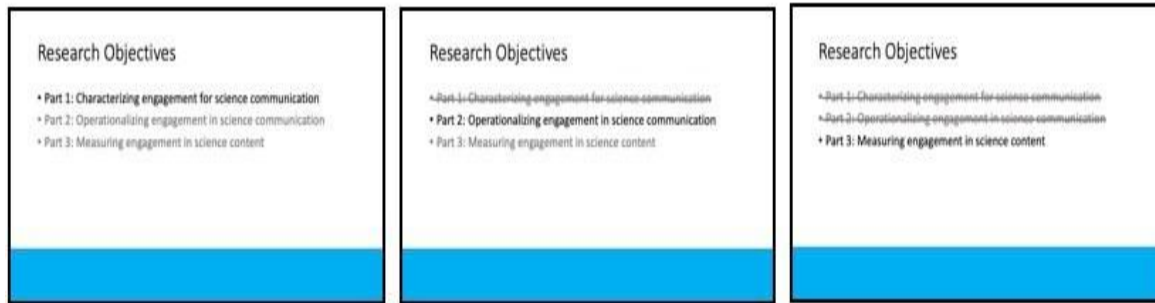 Research Objectives
• Part 1: Characterizing engagement for science communication
• Part 2: Operationalizing engagement in science communication
• Part 3: Measuring engagement in science content
Research Objectives
• Part 1: Characterizing engagement for science communication
• Part 2: Operationalizing engagement in science communication
• Part 3: Measuring engagement in science content
Research Objectives
• Part 1: Characterizing engagement for science communication
• Part 2: Operationalizing engagement in science communication
• Part 3: Measuring engagement in science content